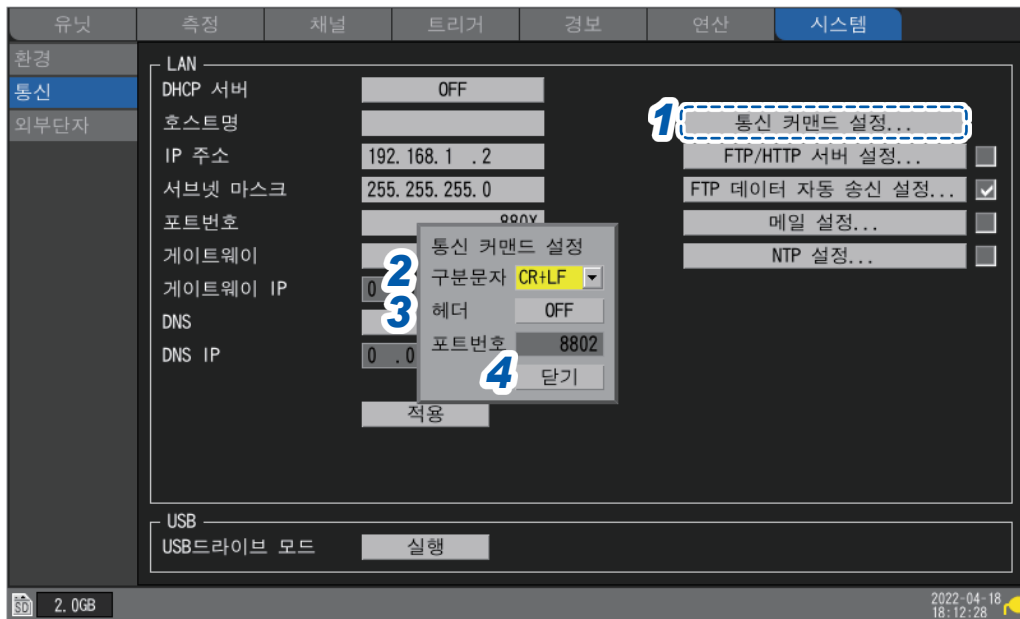 유닛 측정 채널 트리거 경보 연산 시스템
환경
통신
외부단자
LAN
DHCP 서버 OFF
호스트명
IP 주소 192.168.1 .2
서브넷 마스크 255.255.255.0
포트번호 880X
게이트웨이
게이트웨이 IP 0
DNS
DNS IP 0 .0
적용
1 통신 커맨드 설정...
FTP/HTTP 서버 설정...
FTP 데이터 자동 송신 설정...
메일 설정...
NTP 설정...
통신 커맨드 설정
2 구분문자 CR+LF
3 헤더 OFF
포트번호 8802
4 닫기
USB
USB드라이브 모드 실행
SD 2.0GB
2022-04-18
18:12:28